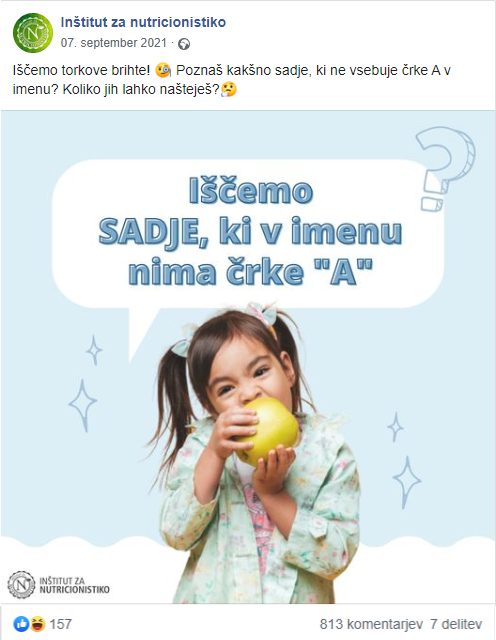 Inštitut za nutricionistiko
07. september 2021 ·
Iščemo torkove brihte! 🧐 Poznaš kakšno sadje, ki ne vsebuje črke A v
imenu? Koliko jih lahko našteješ?🤔
?
Iščemo
SADJE, ki v imenu
nima črke "A"
N
INŠTITUT ZA
NUTRICIONISTIKO
157
813 komentarjev 7 delitev